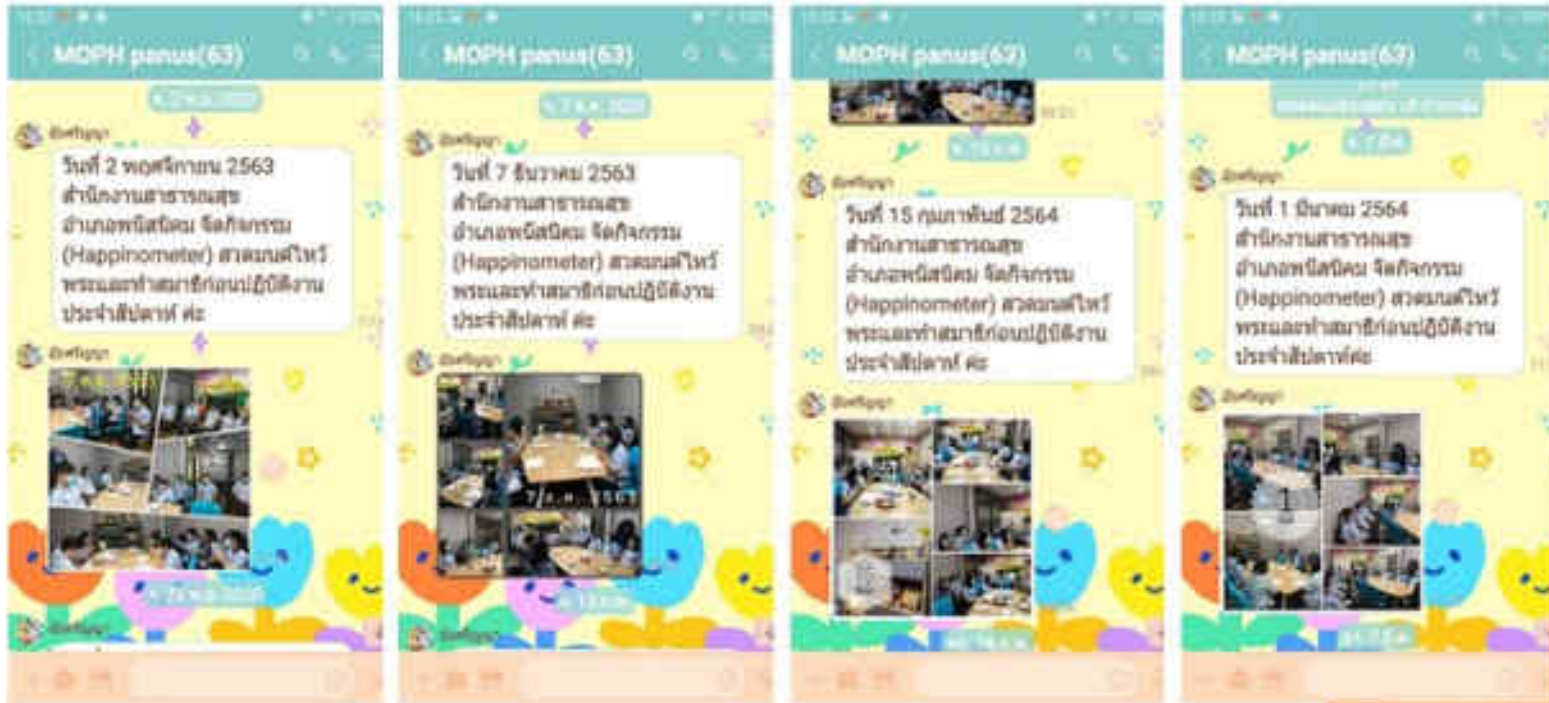 MOPH panus(63)
วันที่ 2 พฤศจิกายน 2563
สำนักงานสาธารณสุข
อำเภอพนัสนิคม จัดกิจกรรม
(Happinometer) สวดมนต์ไหว้
พระและทำสมาธิก่อนปฏิบัติงาน
ประจำสัปดาห์ ค่ะ
MOPH panus(63)
วันที่ 7 ธันวาคม 2563
สำนักงานสาธารณสุข
อำเภอพนัสนิคม จัดกิจกรรม
(Happinometer) สวดมนต์ไหว้
พระและทำสมาธิก่อนปฏิบัติงาน
ประจำสัปดาห์ ค่ะ
7 ธ.ค. 2563
MOPH panus(63)
วันที่ 15 กุมภาพันธ์ 2564
สำนักงานสาธารณสุข
อำเภอพนัสนิคม จัดกิจกรรม
(Happinometer) สวดมนต์ไหว้
พระและทำสมาธิก่อนปฏิบัติงาน
ประจำสัปดาห์ ค่ะ
MOPH panus(63)
วันที่ 1 มีนาคม 2564
สำนักงานสาธารณสุข
อำเภอพนัสนิคม จัดกิจกรรม
(Happinometer) สวดมนต์ไหว้
พระและทำสมาธิก่อนปฏิบัติงาน
ประจำสัปดาห์ค่ะ
1